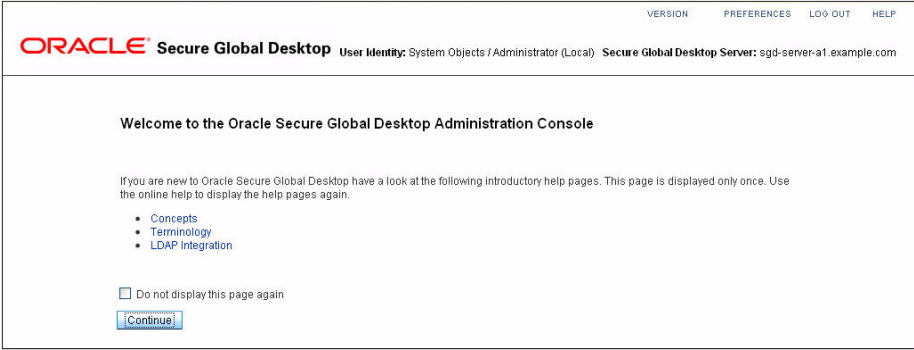 VERSION PREFERENCES LOG OUT HELP
ORACLE Secure Global Desktop User Identity: System Objects / Administrator (Local) Secure Global Desktop Server: sgd-server-a1.example.com
Welcome to the Oracle Secure Global Desktop Administration Console
If you are new to Oracle Secure Global Desktop have a look at the following introductory help pages. This page is displayed only once. Use
the online help to display the help pages again.
Concepts
Terminology
LDAP Integration
Do not display this page again
Continue